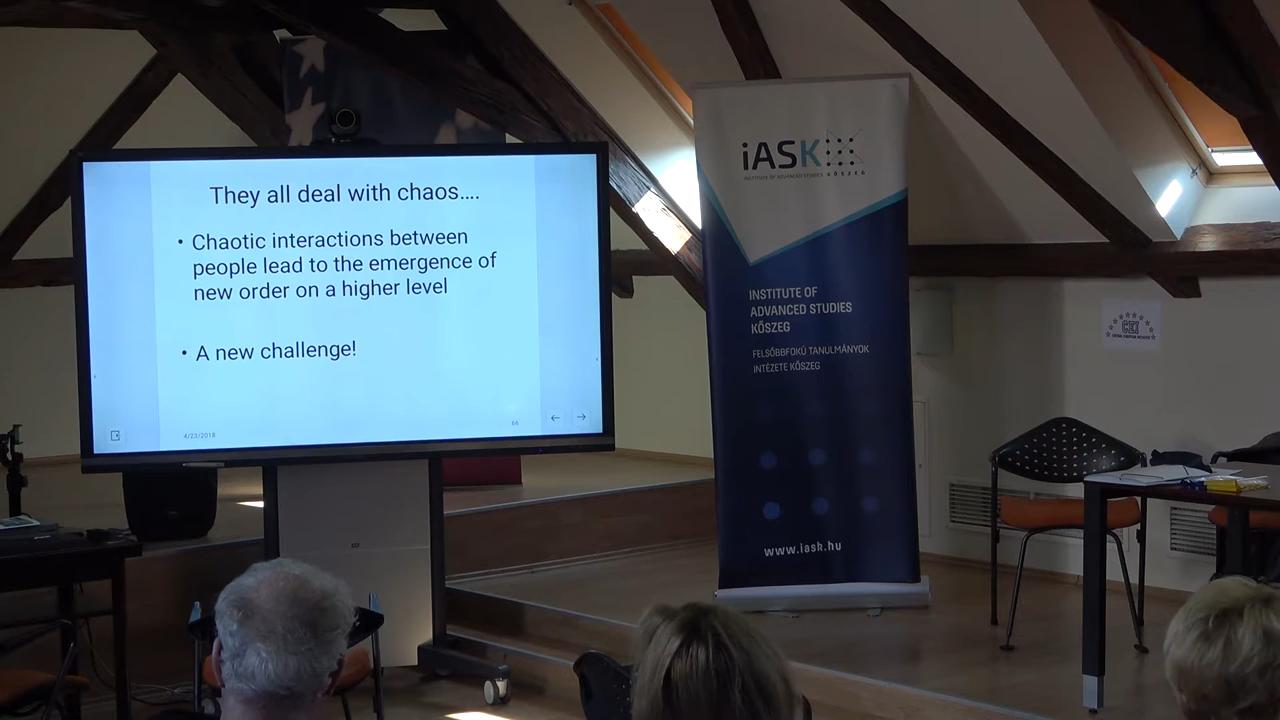 They all deal with chaos....
• Chaotic interactions between
people lead to the emergence of
new order on a higher level
• A new challenge!
4/23/2018
66
iASK
INSTITUTE OF ADVANCED STUDIES KŐSZEG
INSTITUTE OF
ADVANCED STUDIES
KŐSZEG
FELSŐBBFOKÚ TANULMÁNYOK
INTÉZETE KŐSZEG
www.iask.hu
CEI